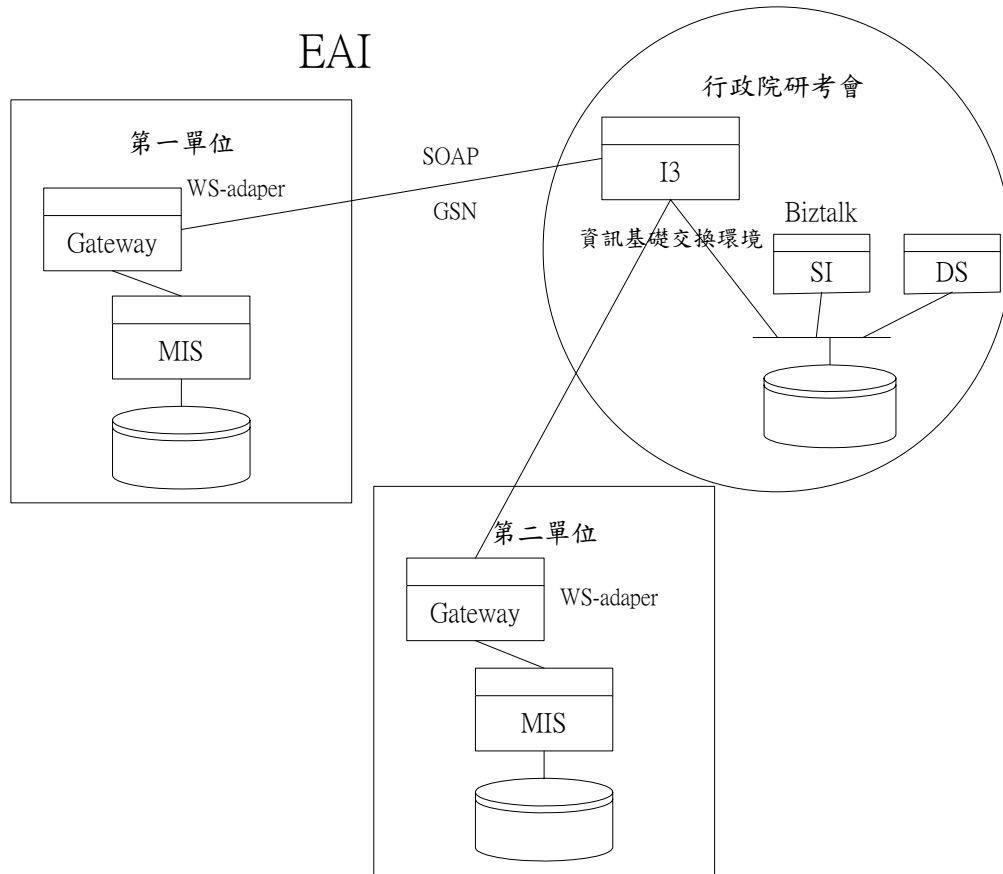 EAI
行政院研考會
第一單位
WS-adaper
Gateway
MIS
SOAP
GSN
I3
資訊基礎交換環境
Biztalk
SI
DS
第二單位
Gateway
WS-adaper
MIS